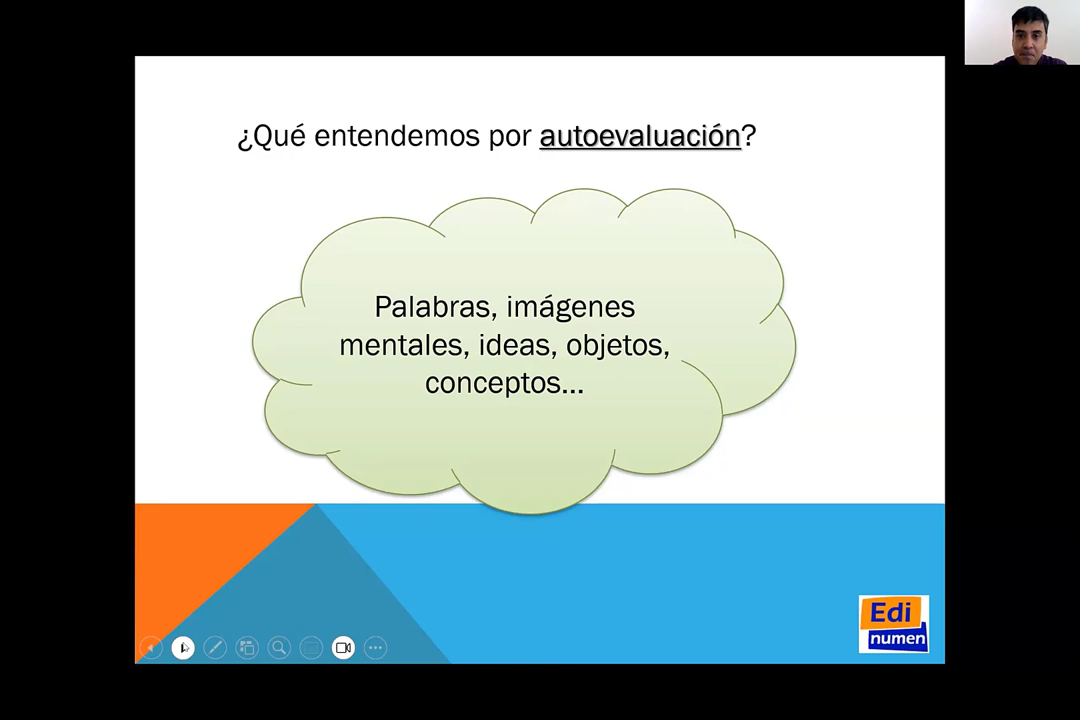 ¿Qué entendemos por autoevaluación?
Palabras, imágenes
mentales, ideas, objetos,
conceptos...
Edi
numen